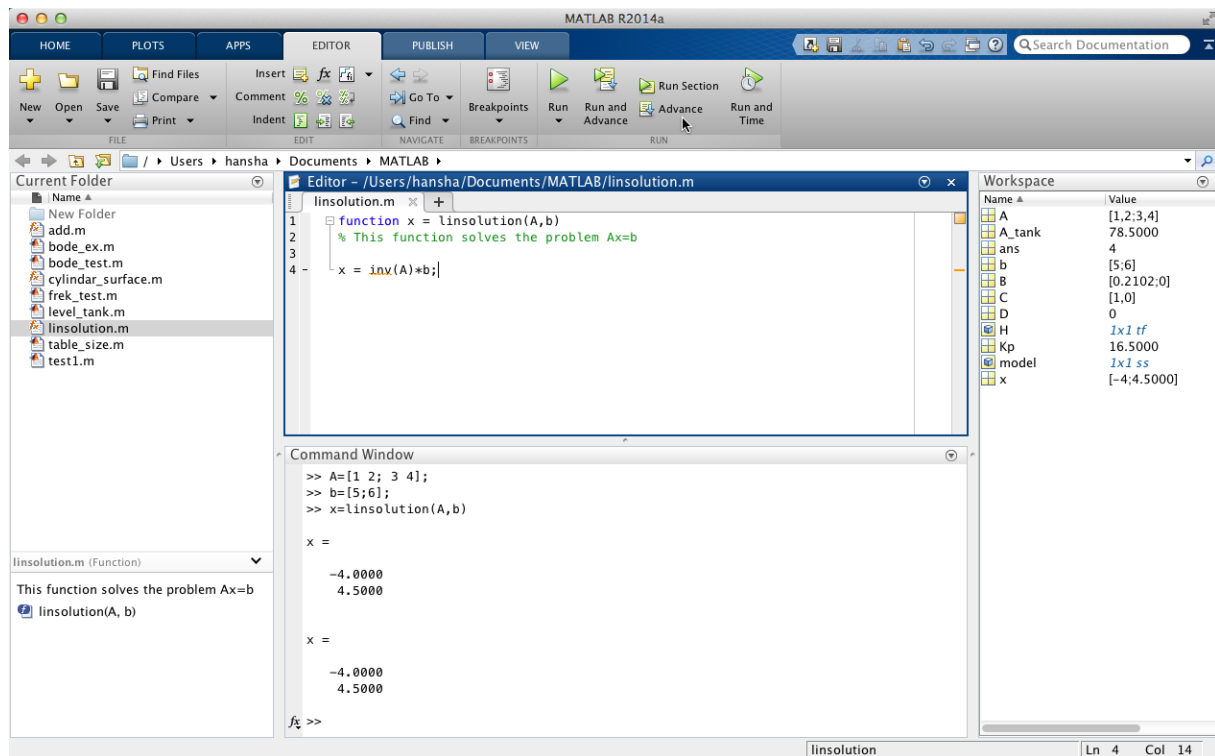 MATLAB R2014a
HOME PLOTS APPS EDITOR PUBLISH VIEW
Search Documentation
New
Open
Save
Find Files
Compare
Print
FILE
Insert fx
Comment
Indent
EDIT
Go To
Find
NAVIGATE
Breakpoints
BREAKPOINTS
Run
Run and
Advance
Run Section
Advance
Run and
Time
RUN
/ Users hansha Documents MATLAB
Current Folder
Name
New Folder
add.m
bode_ex.m
bode_test.m
cylindar_surface.m
frek_test.m
level_tank.m
linsolution.m
table_size.m
test1.m
linsolution.m (Function)
This function solves the problem Ax=b
linsolution(A, b)
Editor – /Users/hansha/Documents/MATLAB/linsolution.m
linsolution.m × +
1 function x = linsolution(A,b)
2 % This function solves the problem Ax=b
3
4 – x = inv(A)*b;
Command Window
>> A=[1 2; 3 4];
>> b=[5;6];
>> x=linsolution(A,b)
x =
-4.0000
4.5000
x =
-4.0000
4.5000
fx >>
Workspace
Name Value
A [1,2;3,4]
A_tank 78.5000
ans 4
b [5;6]
B [0.2102;0]
C [1,0]
D 0
H 1x1 tf
Kp 16.5000
model 1x1 ss
x [-4;4.5000]
linsolution Ln 4 Col 14